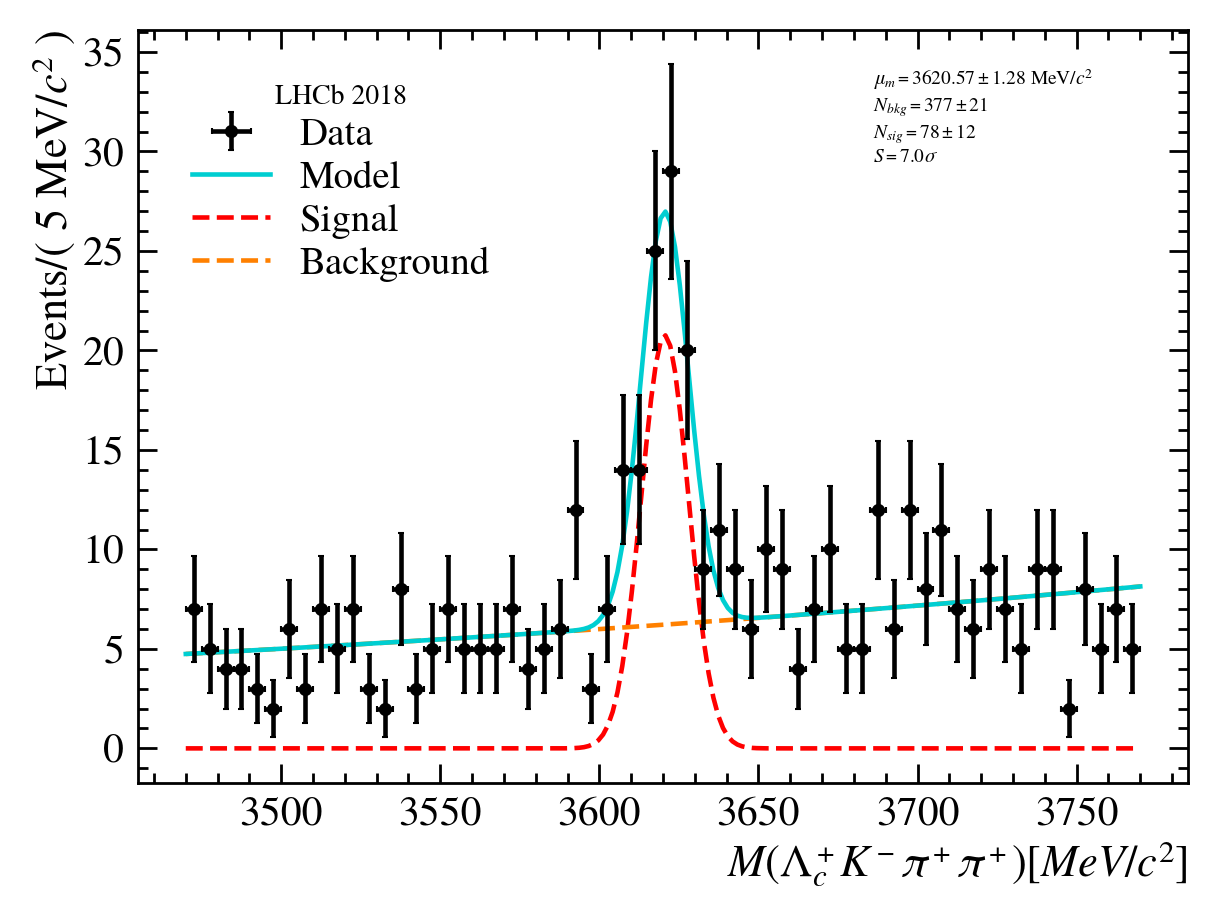 Events/( 5 MeV/c²)
35
30
25
20
15
10
5
0
LHCb 2018
Data
Model
Signal
Background
μₘ = 3620.57 ± 1.28 MeV/c²
N_bkg = 377 ± 21
N_sig = 78 ± 12
S = 7.0σ
3500 3550 3600 3650 3700 3750
M(Λ_c⁺K⁻π⁺π⁺)[MeV/c²]